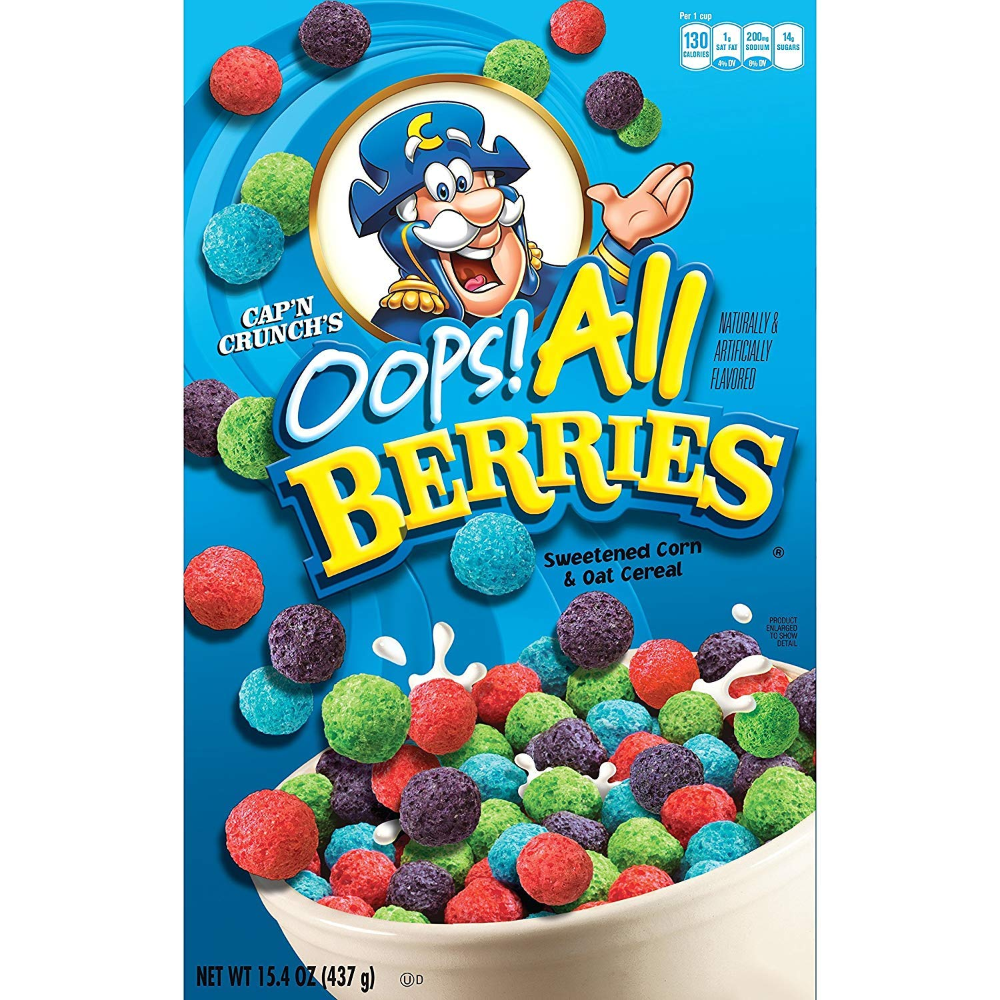 Per 1 cup
130 CALORIES
1g SAT FAT 4% DV
200mg SODIUM 8% DV
14g SUGARS
C
CAP'N
CRUNCH'S
OOPS! All
BERRIES
NATURALLY &
ARTIFICIALLY
FLAVORED
Sweetened Corn
& Oat Cereal
®
PRODUCT
ENLARGED
TO SHOW
DETAIL
NET WT 15.4 OZ (437 g)
U D